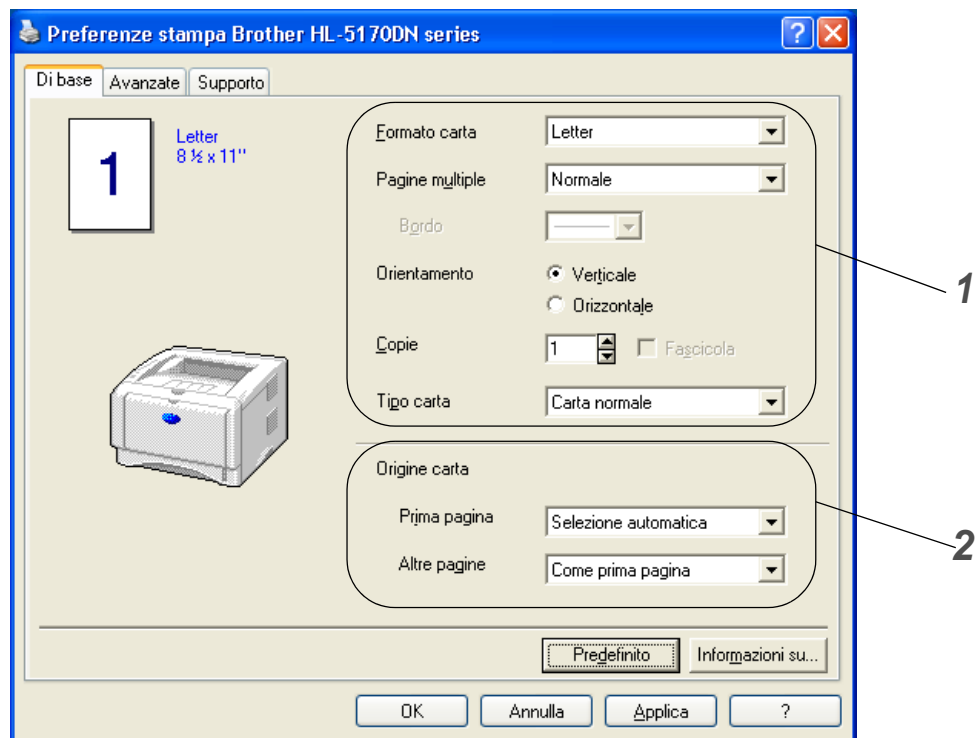 Preferenze stampa Brother HL-5170DN series
Di base Avanzate Supporto
1
Letter
8 ½ x 11"
Formato carta Letter
Pagine multiple Normale
Bordo
Orientamento Verticale
Orizzontale
Copie 1 Fascicola
Tipo carta Carta normale
1
Origine carta
Prima pagina Selezione automatica
Altre pagine Come prima pagina
2
Predefinito Informazioni su...
OK Annulla Applica ?